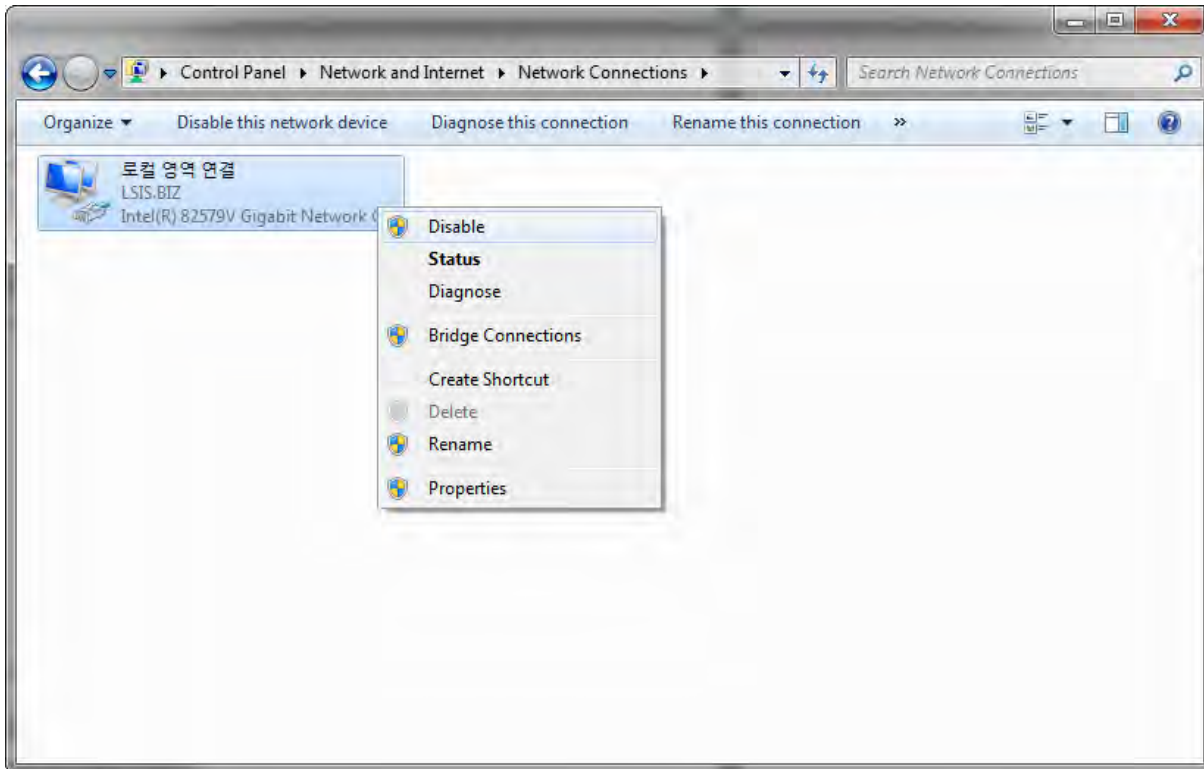 Control Panel ▸ Network and Internet ▸ Network Connections ▸
Search Network Connections
Organize Disable this network device Diagnose this connection Rename this connection »
로컬 영역 연결
LSIS.BIZ
Intel(R) 82579V Gigabit Network
Disable
Status
Diagnose
Bridge Connections
Create Shortcut
Delete
Rename
Properties